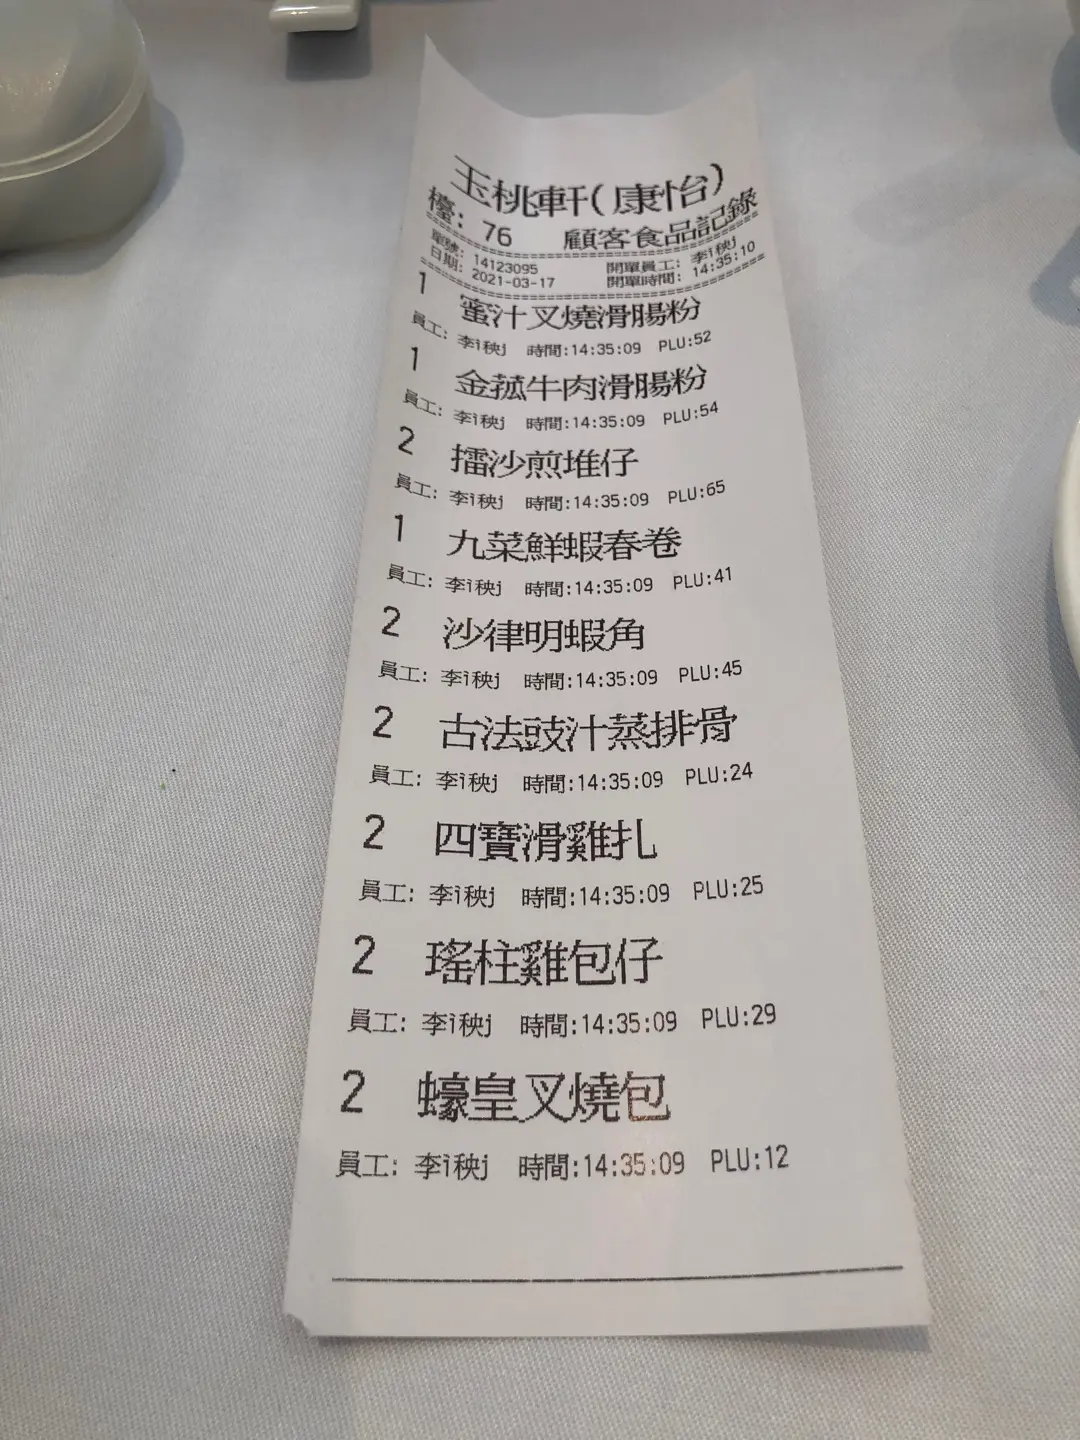 玉桃軒(康怡)
檯: 76 顧客食品記錄
單號: 14123095 開單員工: 李ì秧j
日期: 2021-03-17 開單時間: 14:35:10
1 蜜汁叉燒滑腸粉
員工: 李ì秧j 時間:14:35:09 PLU:52
1 金菰牛肉滑腸粉
員工: 李ì秧j 時間:14:35:09 PLU:54
2 擂沙煎堆仔
員工: 李ì秧j 時間:14:35:09 PLU:65
1 九菜鮮蝦春卷
員工: 李ì秧j 時間:14:35:09 PLU:41
2 沙律明蝦角
員工: 李ì秧j 時間:14:35:09 PLU:45
2 古法豉汁蒸排骨
員工: 李ì秧j 時間:14:35:09 PLU:24
2 四寶滑雞扎
員工: 李ì秧j 時間:14:35:09 PLU:25
2 瑤柱雞包仔
員工: 李ì秧j 時間:14:35:09 PLU:29
2 蠔皇叉燒包
員工: 李ì秧j 時間:14:35:09 PLU:12